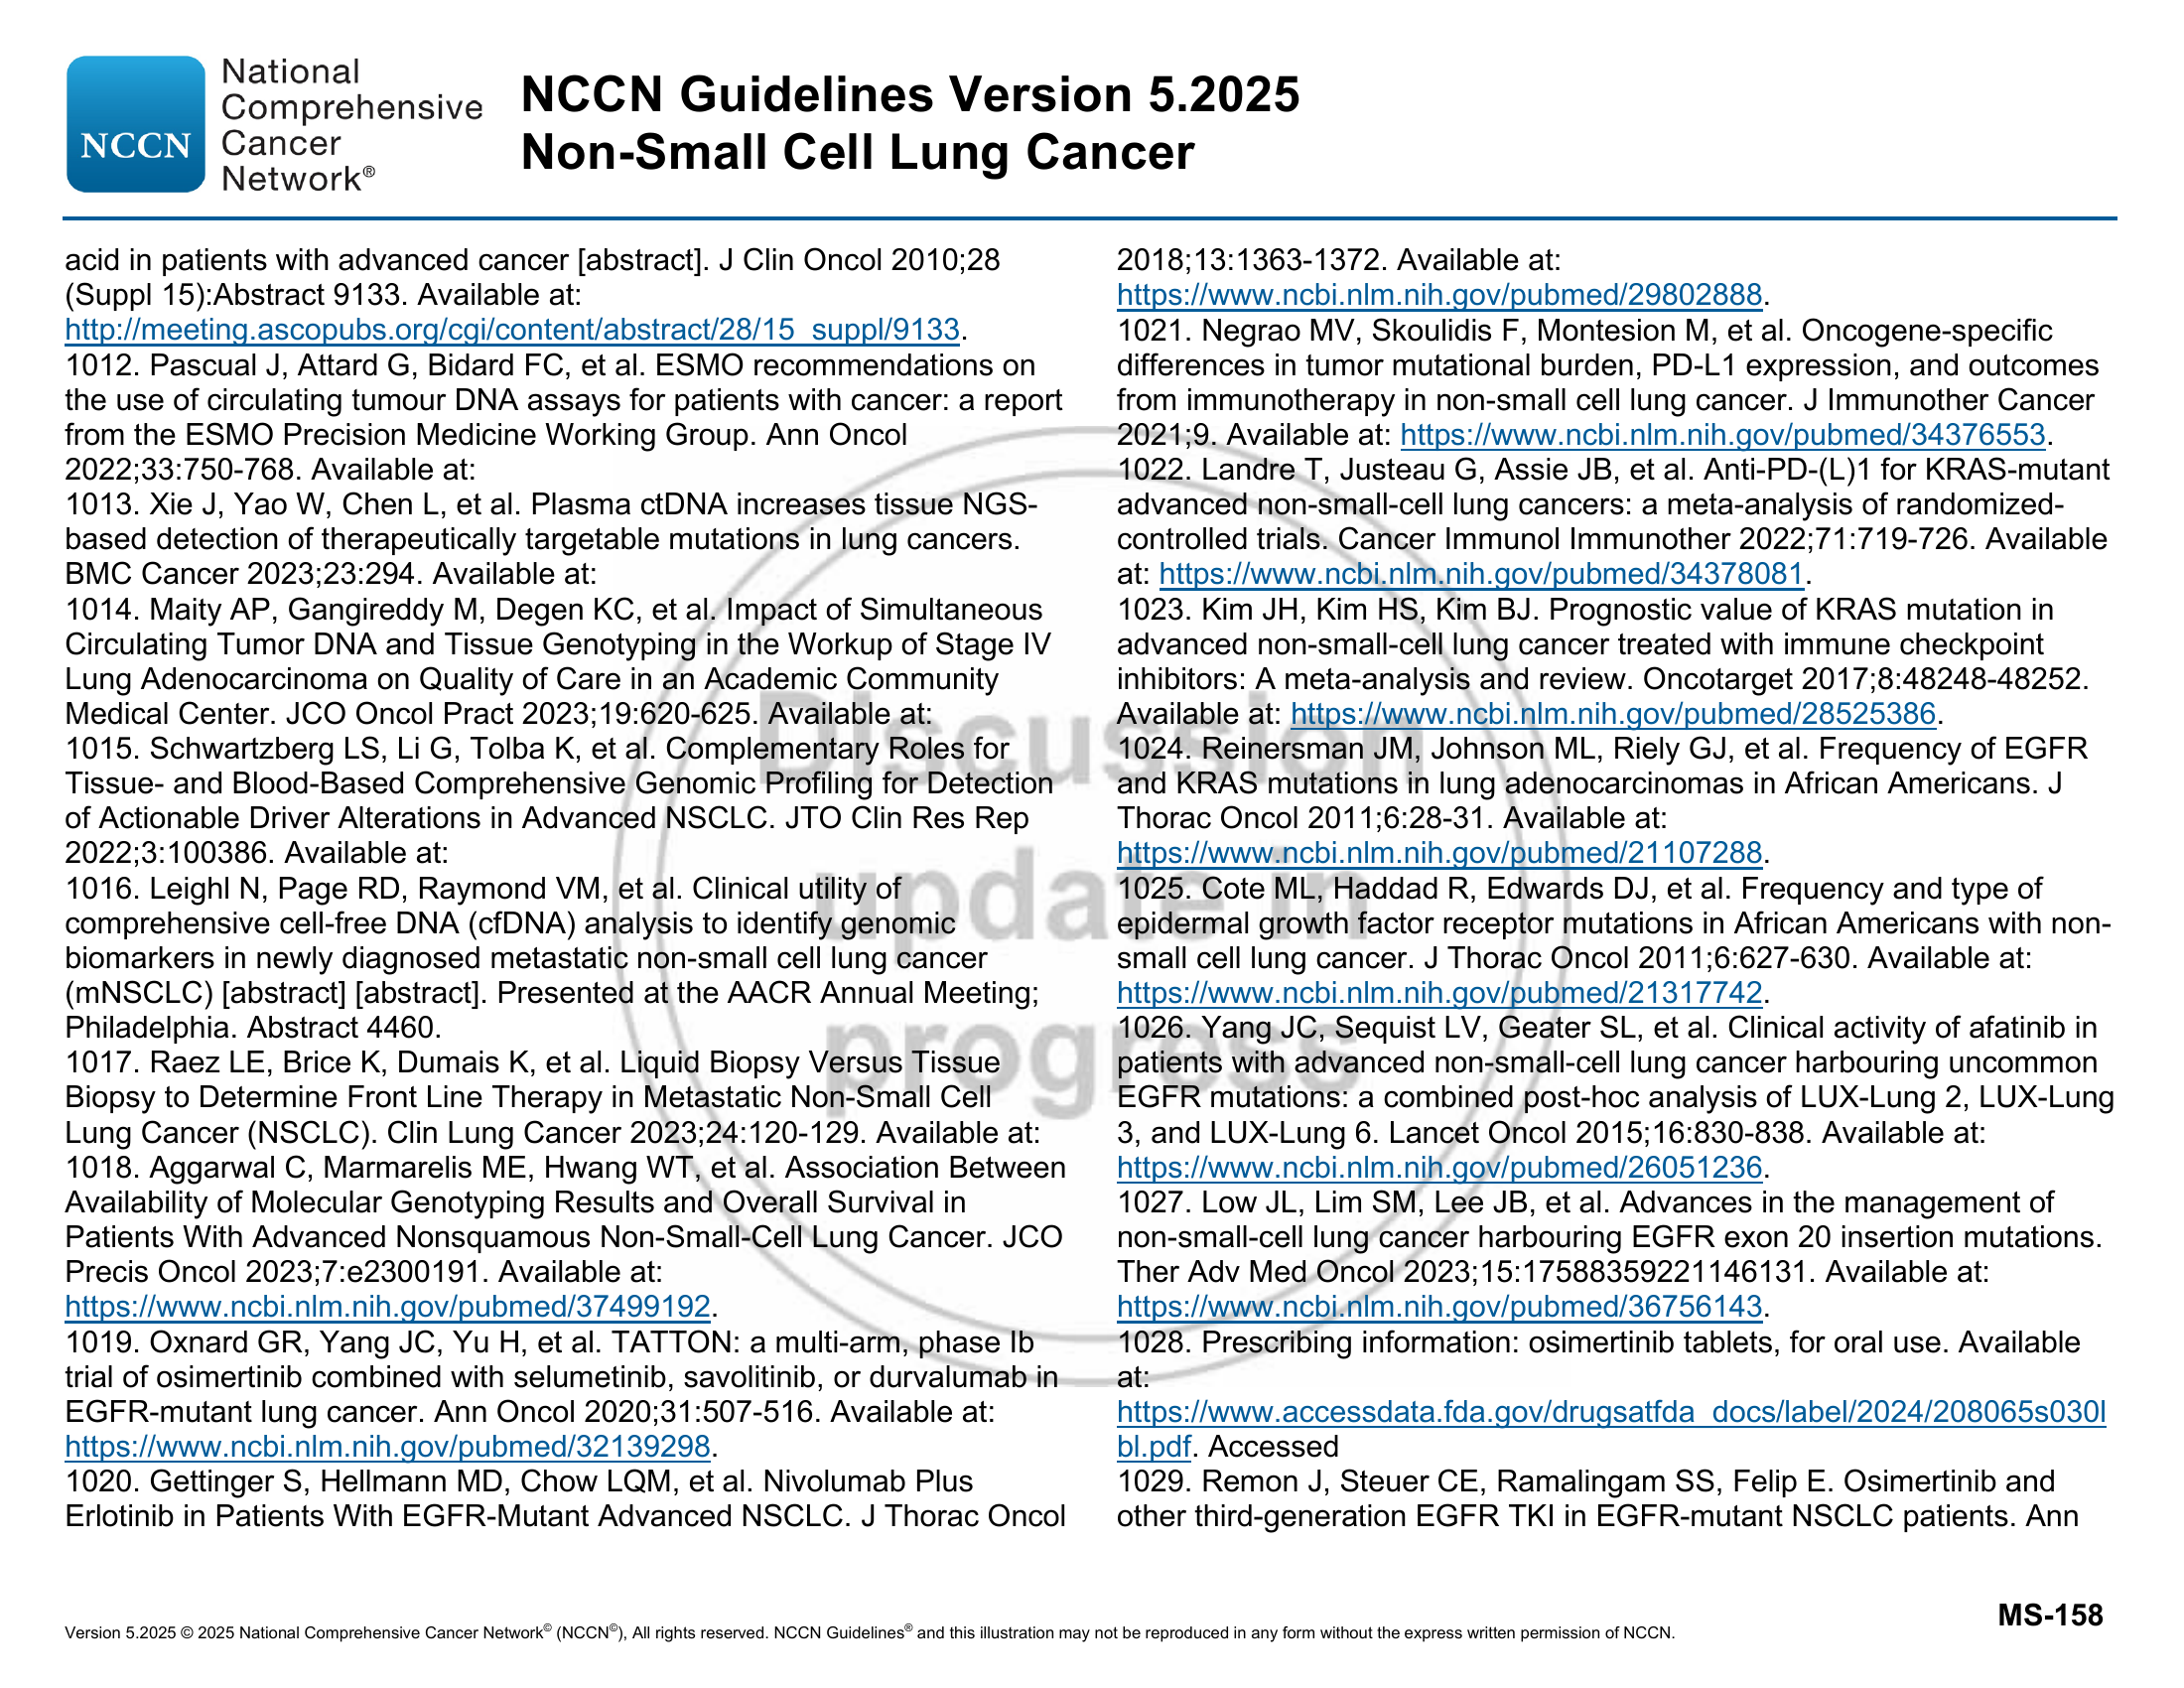 National
Comprehensive
Cancer
Network®
NCCN
NCCN Guidelines Version 5.2025
Non-Small Cell Lung Cancer
acid in patients with advanced cancer [abstract]. J Clin Oncol 2010;28
(Suppl 15):Abstract 9133. Available at:
http://meeting.ascopubs.org/cgi/content/abstract/28/15_suppl/9133.
1012. Pascual J, Attard G, Bidard FC, et al. ESMO recommendations on
the use of circulating tumour DNA assays for patients with cancer: a report
from the ESMO Precision Medicine Working Group. Ann Oncol
2022;33:750-768. Available at:
1013. Xie J, Yao W, Chen L, et al. Plasma ctDNA increases tissue NGS-
based detection of therapeutically targetable mutations in lung cancers.
BMC Cancer 2023;23:294. Available at:
1014. Maity AP, Gangireddy M, Degen KC, et al. Impact of Simultaneous
Circulating Tumor DNA and Tissue Genotyping in the Workup of Stage IV
Lung Adenocarcinoma on Quality of Care in an Academic Community
Medical Center. JCO Oncol Pract 2023;19:620-625. Available at:
1015. Schwartzberg LS, Li G, Tolba K, et al. Complementary Roles for
Tissue- and Blood-Based Comprehensive Genomic Profiling for Detection
of Actionable Driver Alterations in Advanced NSCLC. JTO Clin Res Rep
2022;3:100386. Available at:
1016. Leighl N, Page RD, Raymond VM, et al. Clinical utility of
comprehensive cell-free DNA (cfDNA) analysis to identify genomic
biomarkers in newly diagnosed metastatic non-small cell lung cancer
(mNSCLC) [abstract] [abstract]. Presented at the AACR Annual Meeting;
Philadelphia. Abstract 4460.
1017. Raez LE, Brice K, Dumais K, et al. Liquid Biopsy Versus Tissue
Biopsy to Determine Front Line Therapy in Metastatic Non-Small Cell
Lung Cancer (NSCLC). Clin Lung Cancer 2023;24:120-129. Available at:
1018. Aggarwal C, Marmarelis ME, Hwang WT, et al. Association Between
Availability of Molecular Genotyping Results and Overall Survival in
Patients With Advanced Nonsquamous Non-Small-Cell Lung Cancer. JCO
Precis Oncol 2023;7:e2300191. Available at:
https://www.ncbi.nlm.nih.gov/pubmed/37499192.
1019. Oxnard GR, Yang JC, Yu H, et al. TATTON: a multi-arm, phase Ib
trial of osimertinib combined with selumetinib, savolitinib, or durvalumab in
EGFR-mutant lung cancer. Ann Oncol 2020;31:507-516. Available at:
https://www.ncbi.nlm.nih.gov/pubmed/32139298.
1020. Gettinger S, Hellmann MD, Chow LQM, et al. Nivolumab Plus
Erlotinib in Patients With EGFR-Mutant Advanced NSCLC. J Thorac Oncol
2018;13:1363-1372. Available at:
https://www.ncbi.nlm.nih.gov/pubmed/29802888.
1021. Negrao MV, Skoulidis F, Montesion M, et al. Oncogene-specific
differences in tumor mutational burden, PD-L1 expression, and outcomes
from immunotherapy in non-small cell lung cancer. J Immunother Cancer
2021;9. Available at: https://www.ncbi.nlm.nih.gov/pubmed/34376553.
1022. Landre T, Justeau G, Assie JB, et al. Anti-PD-(L)1 for KRAS-mutant
advanced non-small-cell lung cancers: a meta-analysis of randomized-
controlled trials. Cancer Immunol Immunother 2022;71:719-726. Available
at: https://www.ncbi.nlm.nih.gov/pubmed/34378081.
1023. Kim JH, Kim HS, Kim BJ. Prognostic value of KRAS mutation in
advanced non-small-cell lung cancer treated with immune checkpoint
inhibitors: A meta-analysis and review. Oncotarget 2017;8:48248-48252.
Available at: https://www.ncbi.nlm.nih.gov/pubmed/28525386.
1024. Reinersman JM, Johnson ML, Riely GJ, et al. Frequency of EGFR
and KRAS mutations in lung adenocarcinomas in African Americans. J
Thorac Oncol 2011;6:28-31. Available at:
https://www.ncbi.nlm.nih.gov/pubmed/21107288.
1025. Cote ML, Haddad R, Edwards DJ, et al. Frequency and type of
epidermal growth factor receptor mutations in African Americans with non-
small cell lung cancer. J Thorac Oncol 2011;6:627-630. Available at:
https://www.ncbi.nlm.nih.gov/pubmed/21317742.
1026. Yang JC, Sequist LV, Geater SL, et al. Clinical activity of afatinib in
patients with advanced non-small-cell lung cancer harbouring uncommon
EGFR mutations: a combined post-hoc analysis of LUX-Lung 2, LUX-Lung
3, and LUX-Lung 6. Lancet Oncol 2015;16:830-838. Available at:
https://www.ncbi.nlm.nih.gov/pubmed/26051236.
1027. Low JL, Lim SM, Lee JB, et al. Advances in the management of
non-small-cell lung cancer harbouring EGFR exon 20 insertion mutations.
Ther Adv Med Oncol 2023;15:17588359221146131. Available at:
https://www.ncbi.nlm.nih.gov/pubmed/36756143.
1028. Prescribing information: osimertinib tablets, for oral use. Available
at:
https://www.accessdata.fda.gov/drugsatfda_docs/label/2024/208065s030l
bl.pdf. Accessed
1029. Remon J, Steuer CE, Ramalingam SS, Felip E. Osimertinib and
other third-generation EGFR TKI in EGFR-mutant NSCLC patients. Ann
Discussion
update in
progress
MS-158
Version 5.2025 © 2025 National Comprehensive Cancer Network© (NCCN©), All rights reserved. NCCN Guidelines® and this illustration may not be reproduced in any form without the express written permission of NCCN.